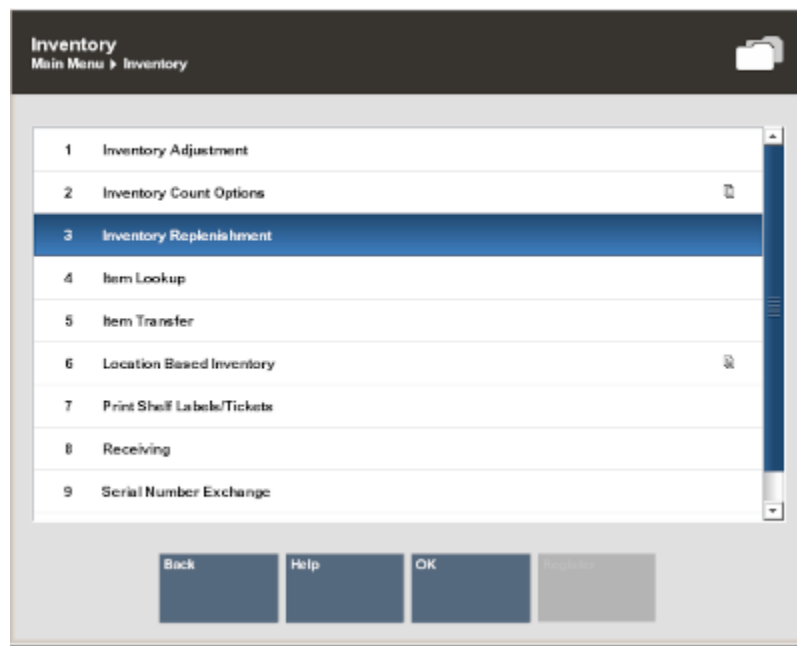 Inventory
Main Menu ▸ Inventory
1 Inventory Adjustment
2 Inventory Count Options
3 Inventory Replenishment
4 Item Lookup
5 Item Transfer
6 Location Based Inventory
7 Print Shelf Labels/Tickets
8 Receiving
9 Serial Number Exchange
Back Help OK Register